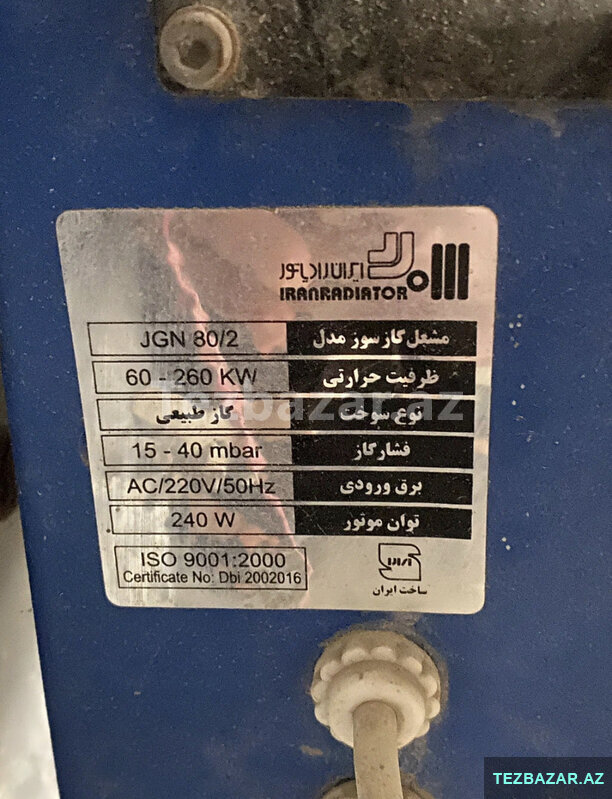 ایران رادیاتور
IRANRADIATOR
مشعل گازسوز مدل JGN 80/2
ظرفیت حرارتی 60 - 260 KW
نوع سوخت گاز طبیعی
فشار گاز 15 - 40 mbar
برق ورودی AC/220V/50Hz
توان موتور 240 W
ISO 9001:2000
Certificate No: Dbi 2002016
ساخت ایران
Tezbazar.az
TEZBAZAR.AZ